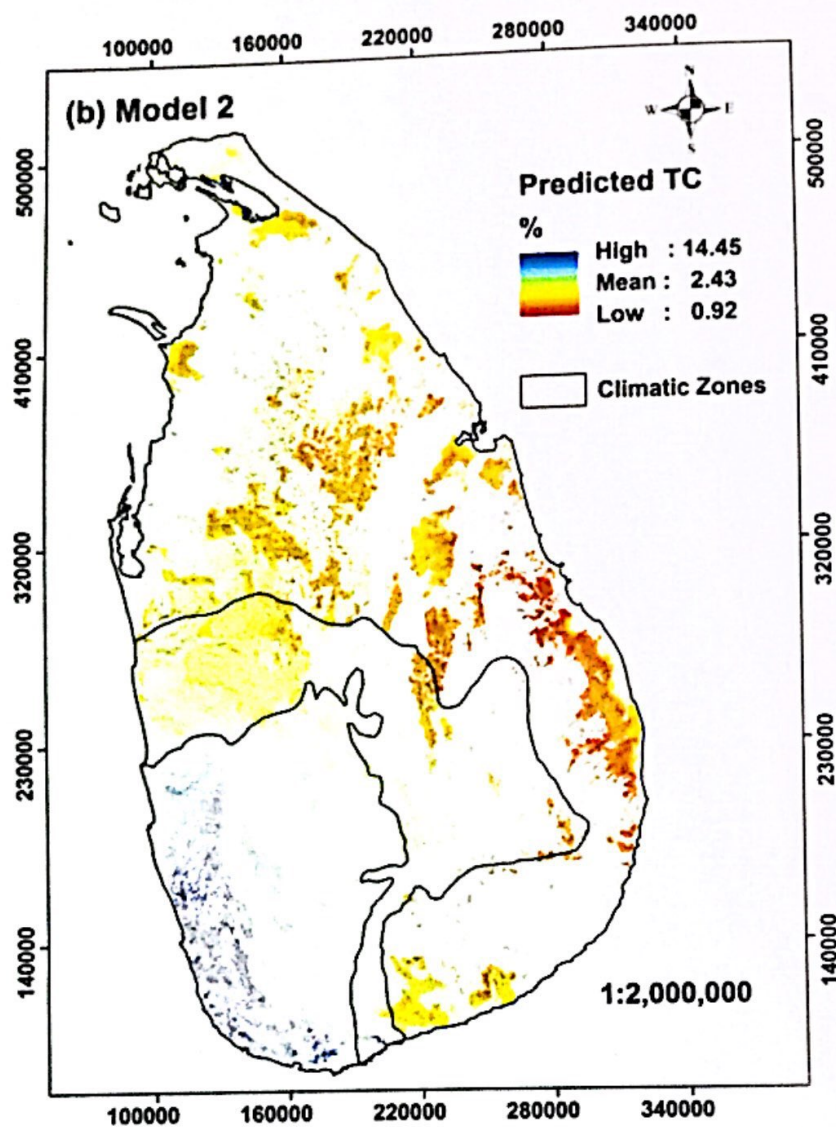 100000 160000 220000 280000 340000
(b) Model 2
N
W E
S
Predicted TC
%
High : 14.45
Mean : 2.43
Low : 0.92
Climatic Zones
500000 500000
410000 410000
320000 320000
230000 230000
140000 140000
1:2,000,000
100000 160000 220000 280000 340000